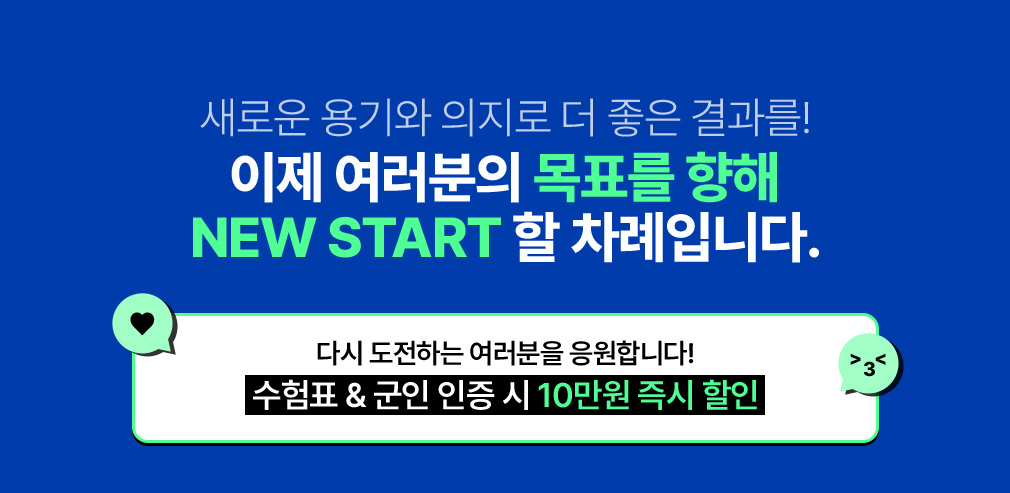 새로운 용기와 의지로 더 좋은 결과를!
이제 여러분의 목표를 향해
NEW START 할 차례입니다.
다시 도전하는 여러분을 응원합니다!
수험표 & 군인 인증 시 10만원 즉시 할인